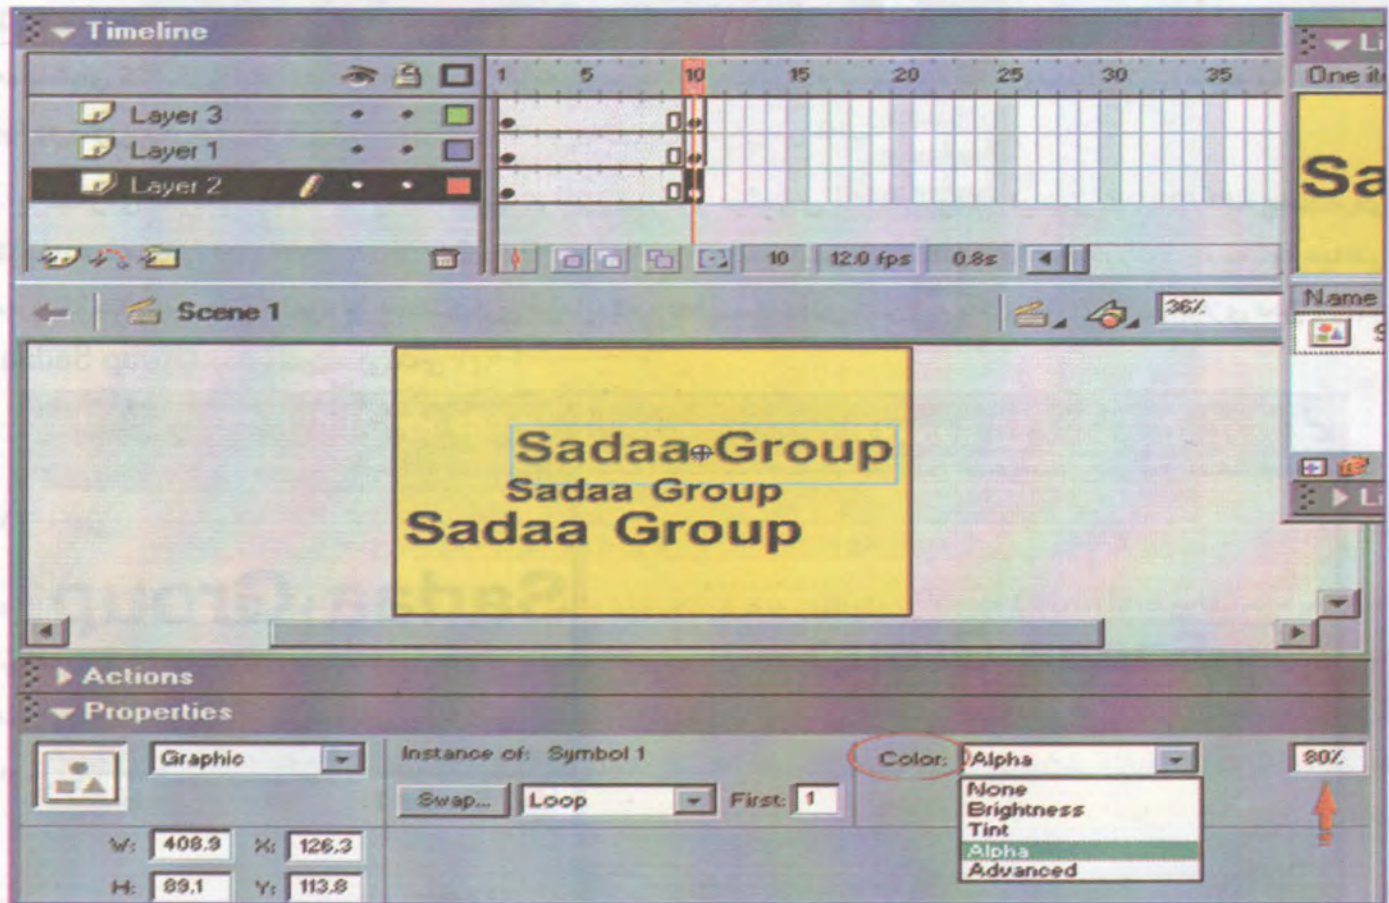 Timeline
1 5 10 15 20 25 30 35
Layer 3
Layer 1
Layer 2
10 12.0 fps 0.8s
Li
One
Sa
Scene 1
36%
Name
Sadaa Group
Sadaa Group
Sadaa Group
Actions
Properties
Graphic
Instance of: Symbol 1
Swap... Loop First: 1
Color: Alpha 80%
None
Brightness
Tint
Alpha
Advanced
W: 408.9 X: 126.3
H: 89.1 Y: 113.8